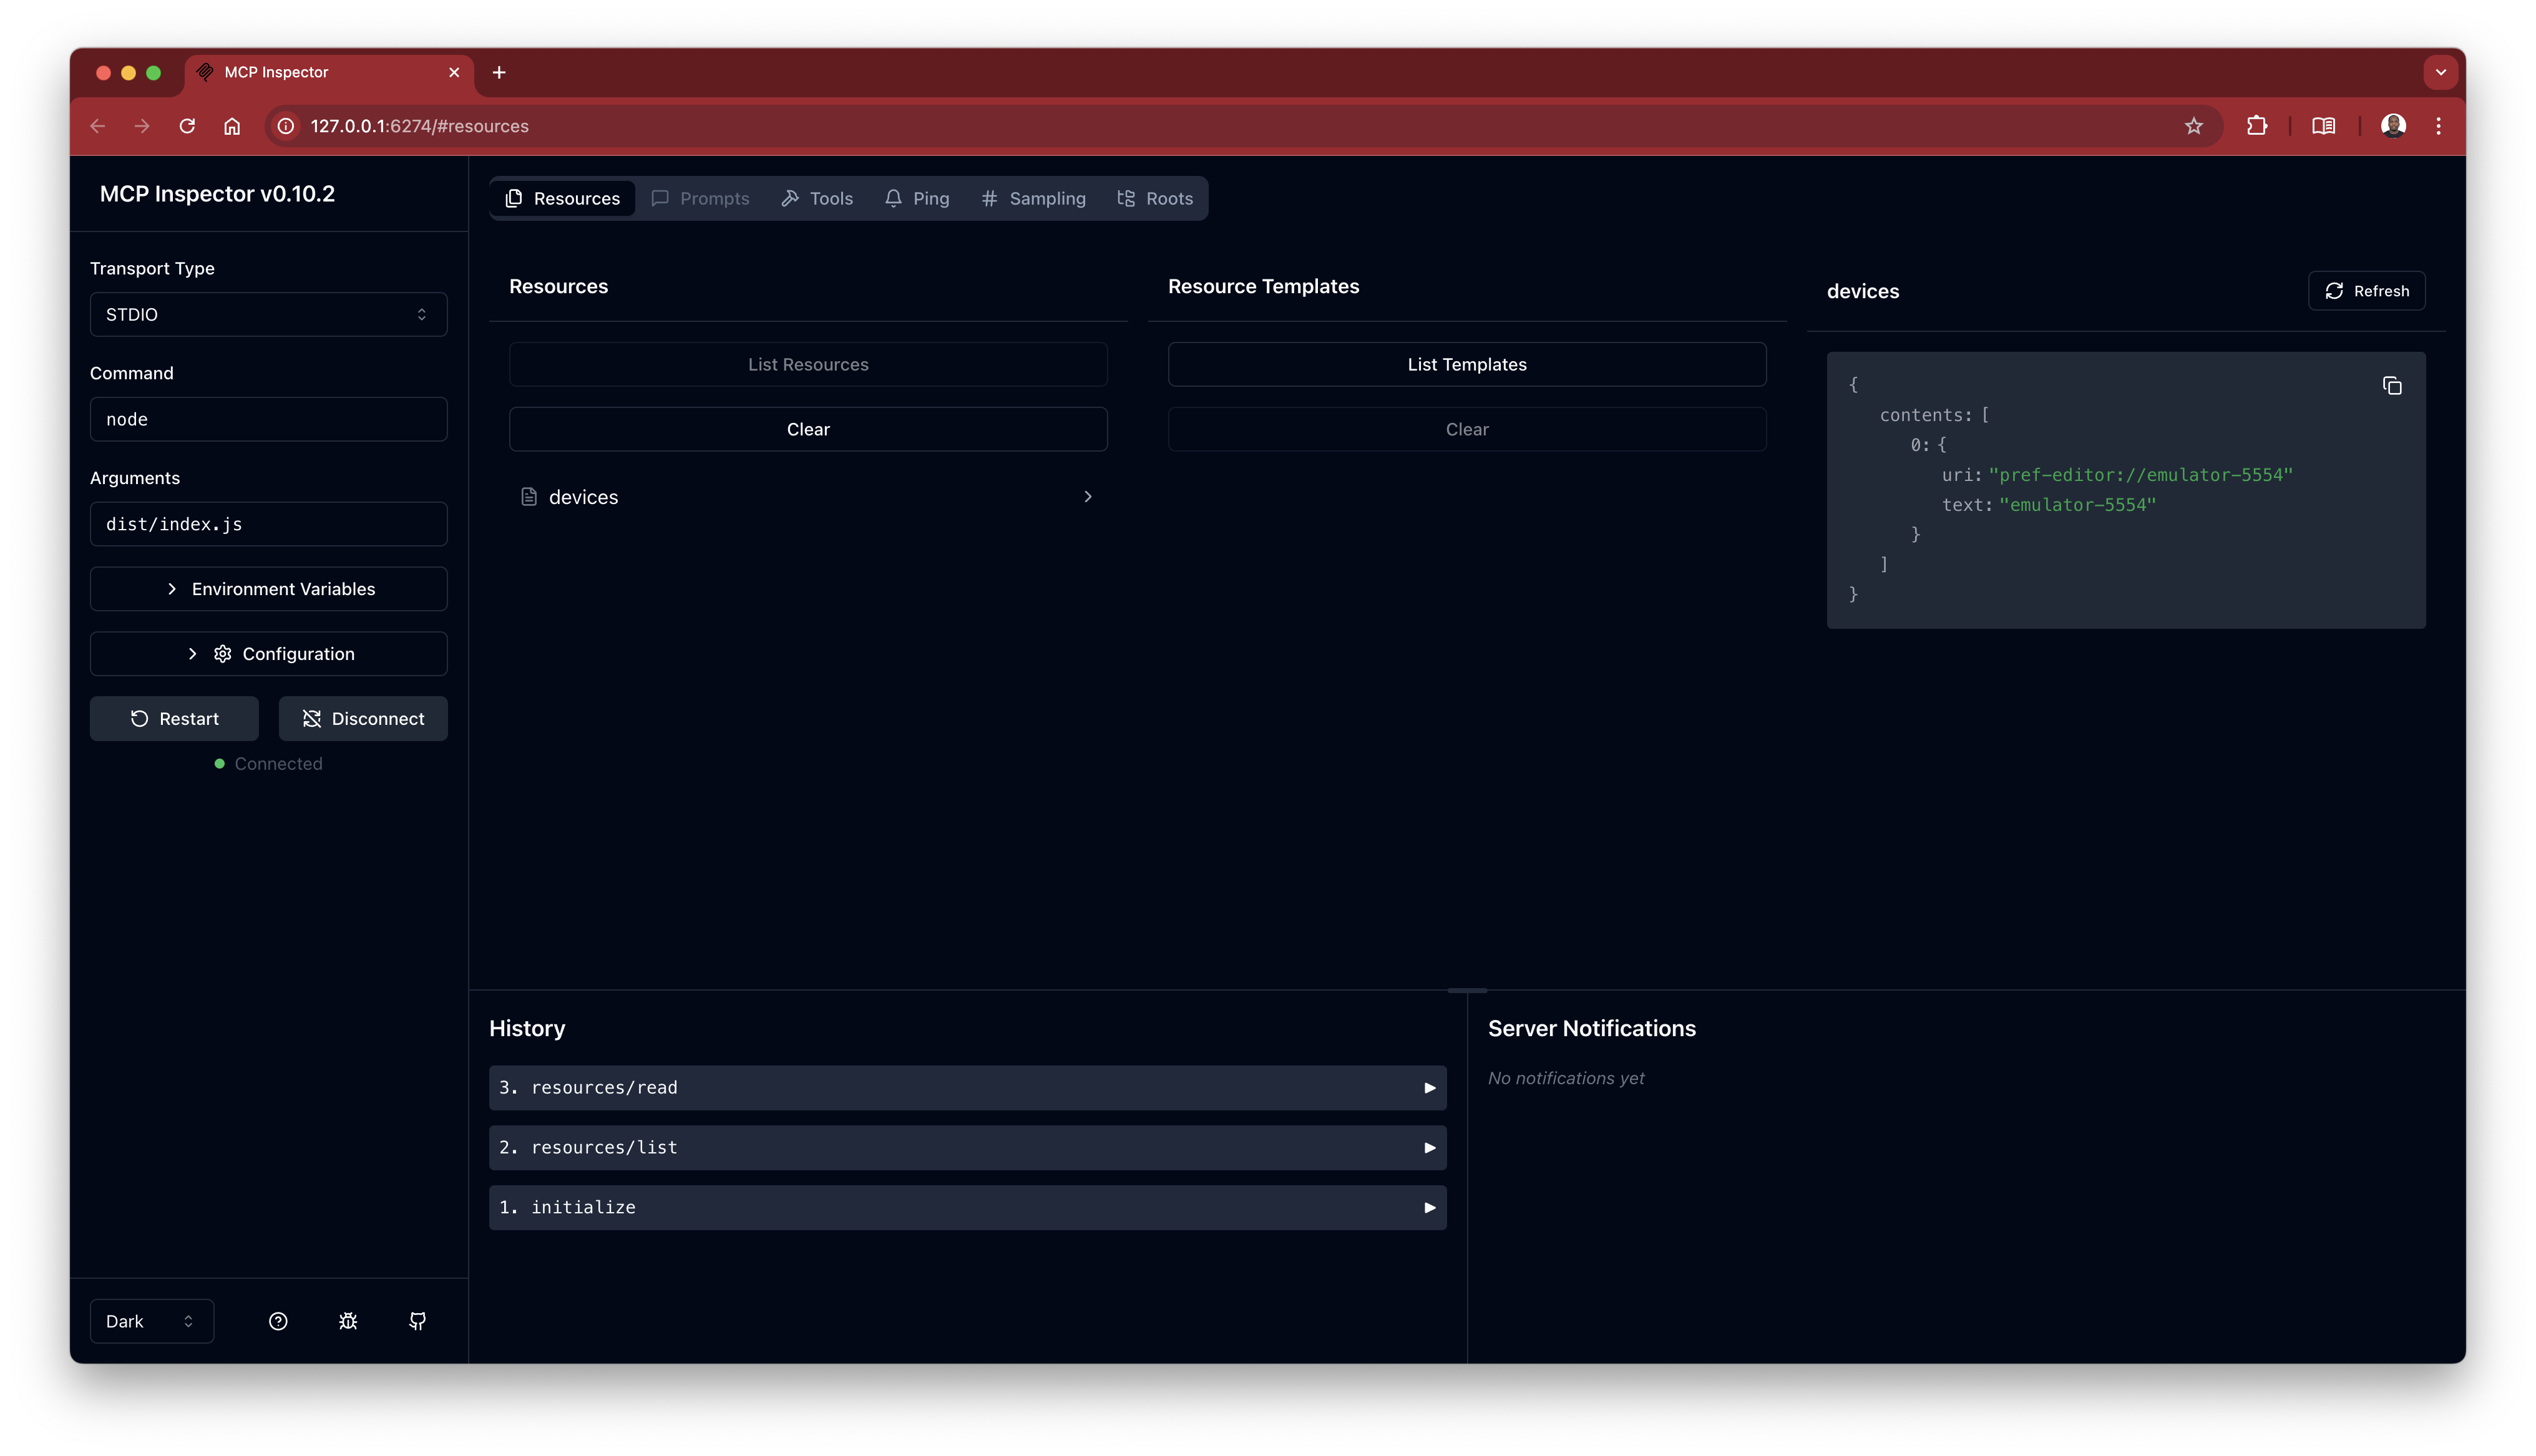 MCP Inspector
127.0.0.1:6274/#resources
MCP Inspector v0.10.2
Transport Type
STDIO
Command
node
Arguments
dist/index.js
Environment Variables
Configuration
Restart
Disconnect
Connected
Dark
Resources
Prompts
Tools
Ping
Sampling
Roots
Resources
List Resources
Clear
devices
Resource Templates
List Templates
Clear
devices
Refresh
{
contents: [
0: {
uri: "pref-editor://emulator-5554"
text: "emulator-5554"
}
]
}
History
3. resources/read
2. resources/list
1. initialize
Server Notifications
No notifications yet